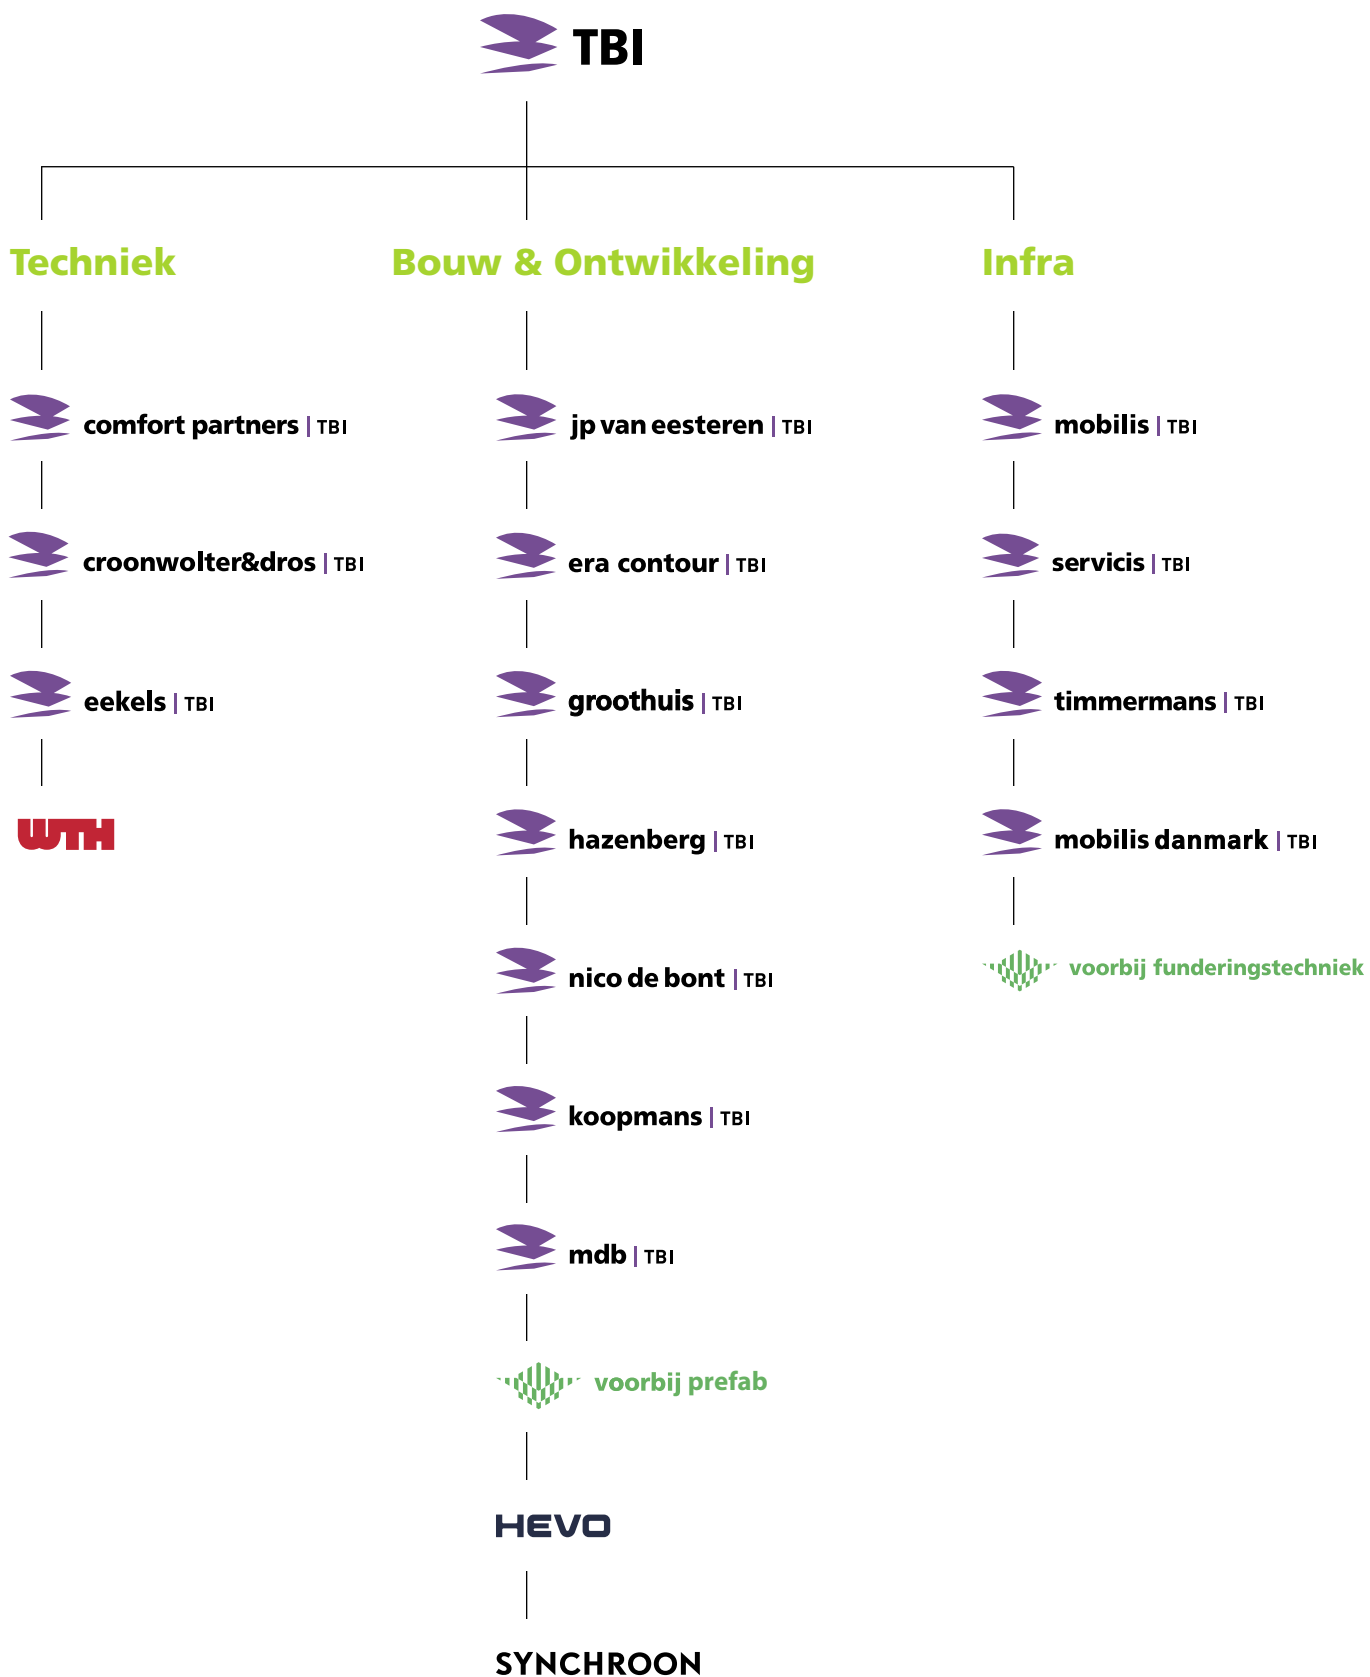 TBI
Techniek
comfort partners | TBI
croonwolter&dros | TBI
eekels | TBI
WTH
Bouw & Ontwikkeling
jp van eesteren | TBI
era contour | TBI
groothuis | TBI
hazenberg | TBI
nico de bont | TBI
koopmans | TBI
mdb | TBI
voorbij prefab
HEVO
SYNCHROON
Infra
mobilis | TBI
servicis | TBI
timmermans | TBI
mobilis danmark | TBI
voorbij funderingstechniek